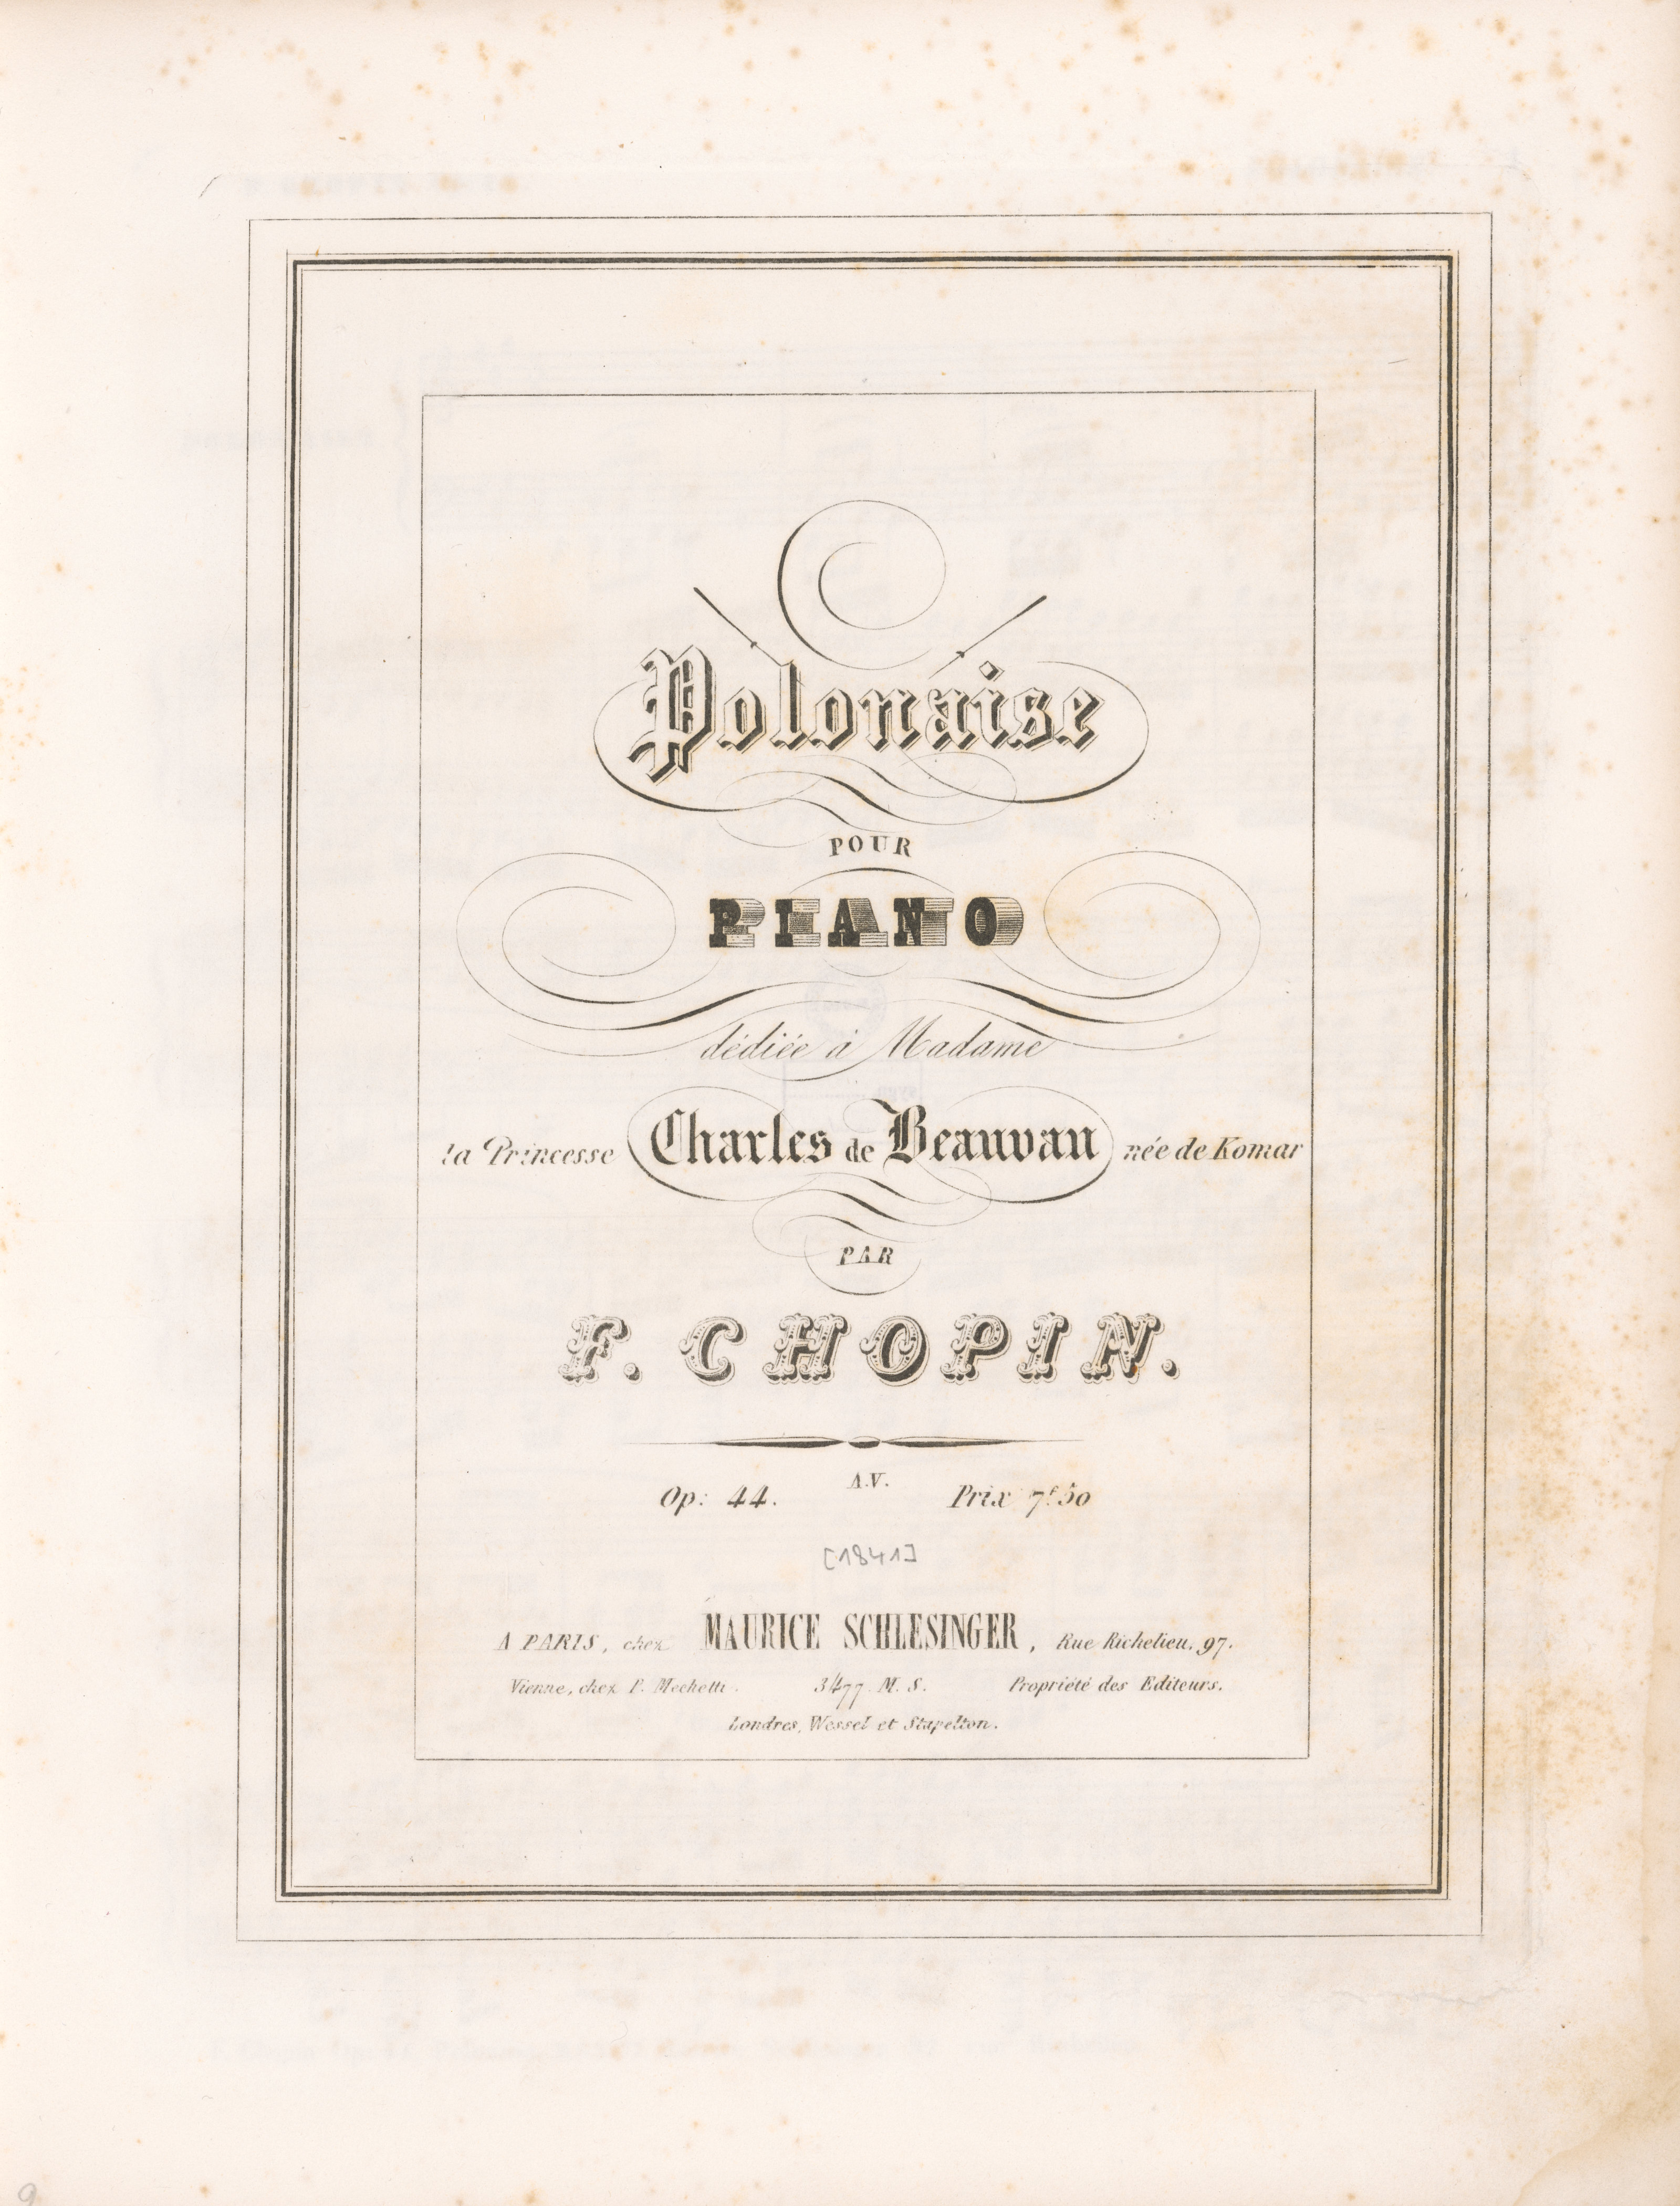 Polonaise
POUR
PIANO
dédiée à Madame
la Princesse Charles de Beauvau née de Komar
PAR
F. CHOPIN.
A.V.
Op: 44. Prix 7f 50
[1841]
A PARIS, chez MAURICE SCHLESINGER, Rue Richelieu, 97.
Vienne, chez P. Mechetti. 3477. M. S. Propriété des Editeurs.
Londres, Wessel et Stapelton.
9